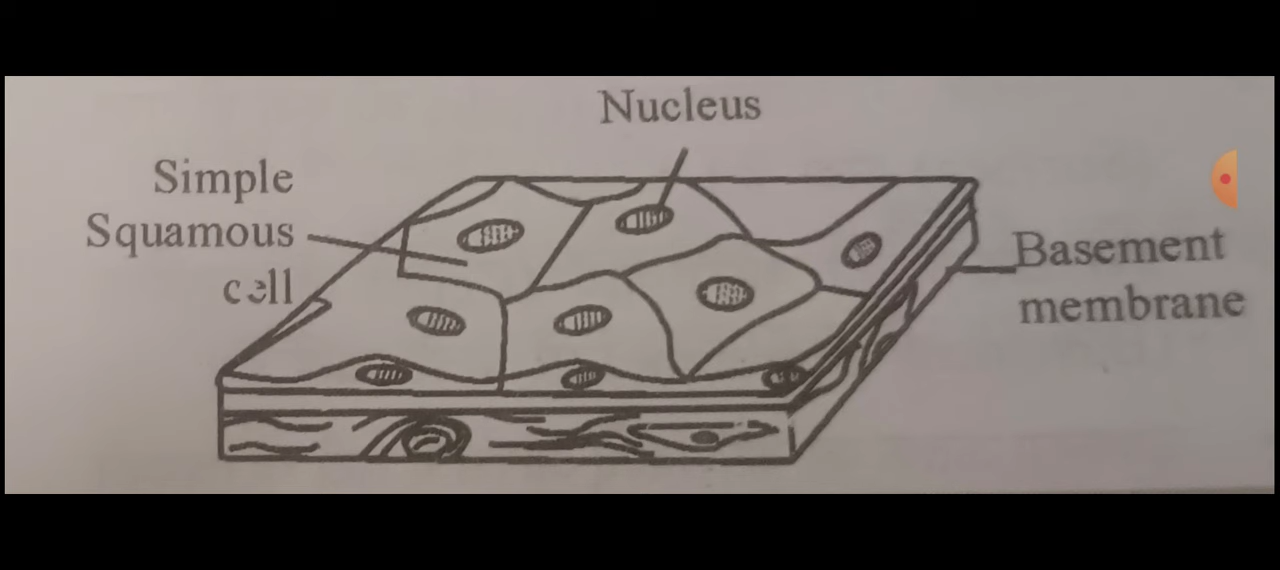 Nucleus
Simple
Squamous
cell
Basement
membrane